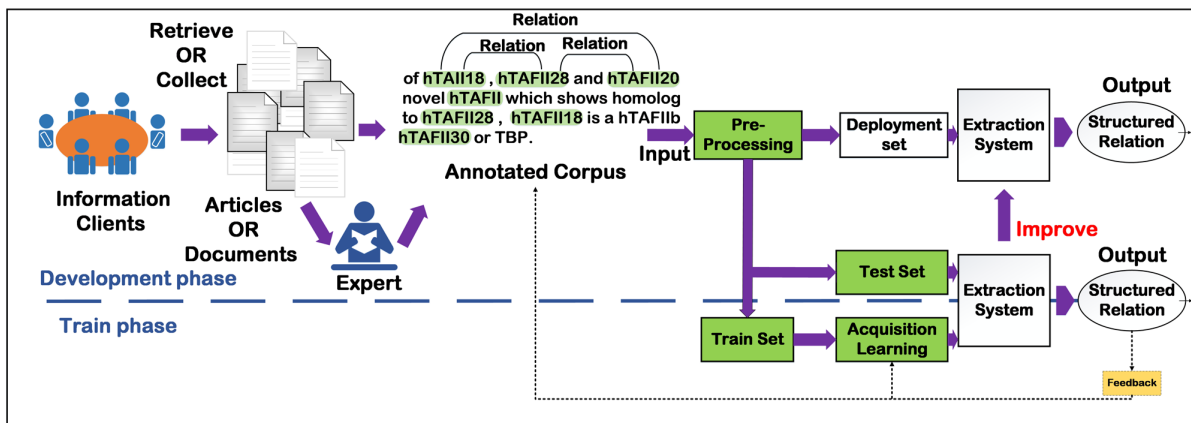 Retrieve
OR
Collect
Information
Clients
Articles
OR
Documents
Expert
Relation
Relation
Relation
of hTAII18 , hTAFII28 and hTAFII20
novel hTAFII which shows homolog
to hTAFII28 , hTAFII18 is a hTAFIIb
hTAFII30 or TBP.
Annotated Corpus
Input
Pre-
Processing
Deployment
set
Extraction
System
Output
Structured
Relation
Improve
Development phase
Train phase
Test Set
Train Set
Acquisition
Learning
Extraction
System
Output
Structured
Relation
Feedback